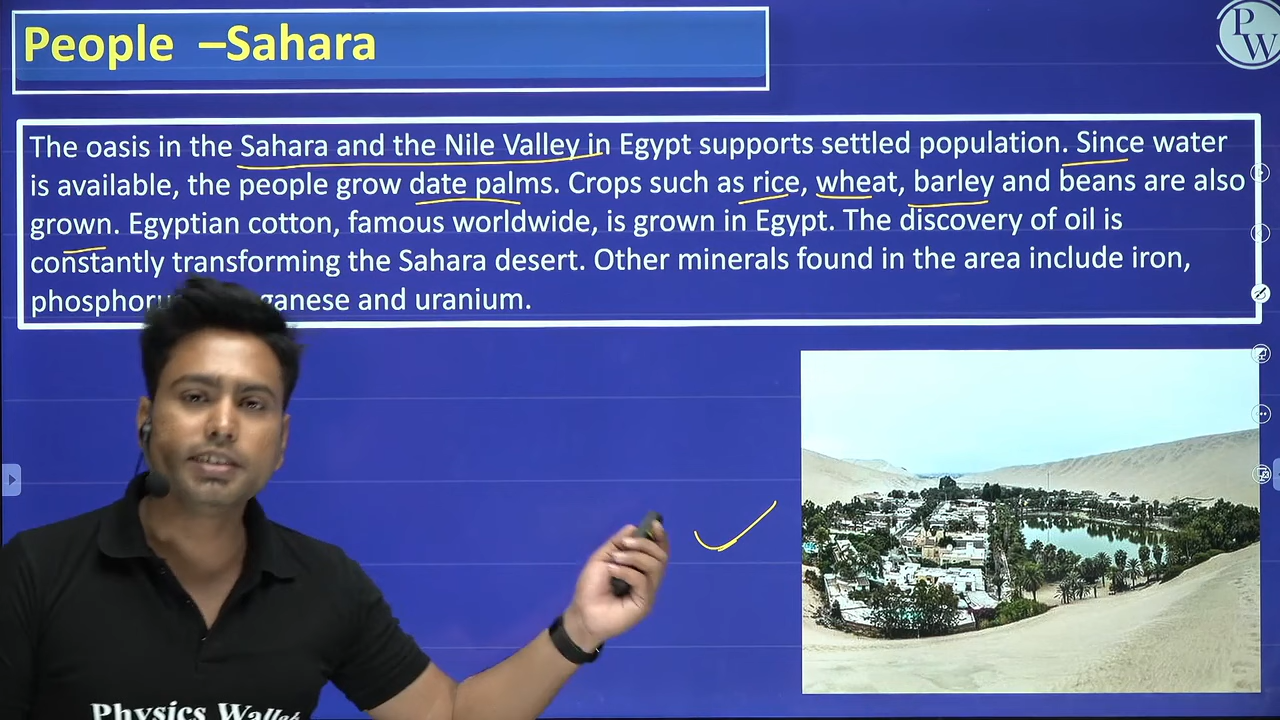 People –Sahara
PW
The oasis in the Sahara and the Nile Valley in Egypt supports settled population. Since water
is available, the people grow date palms. Crops such as rice, wheat, barley and beans are also
grown. Egyptian cotton, famous worldwide, is grown in Egypt. The discovery of oil is
constantly transforming the Sahara desert. Other minerals found in the area include iron,
and uranium.
Physics